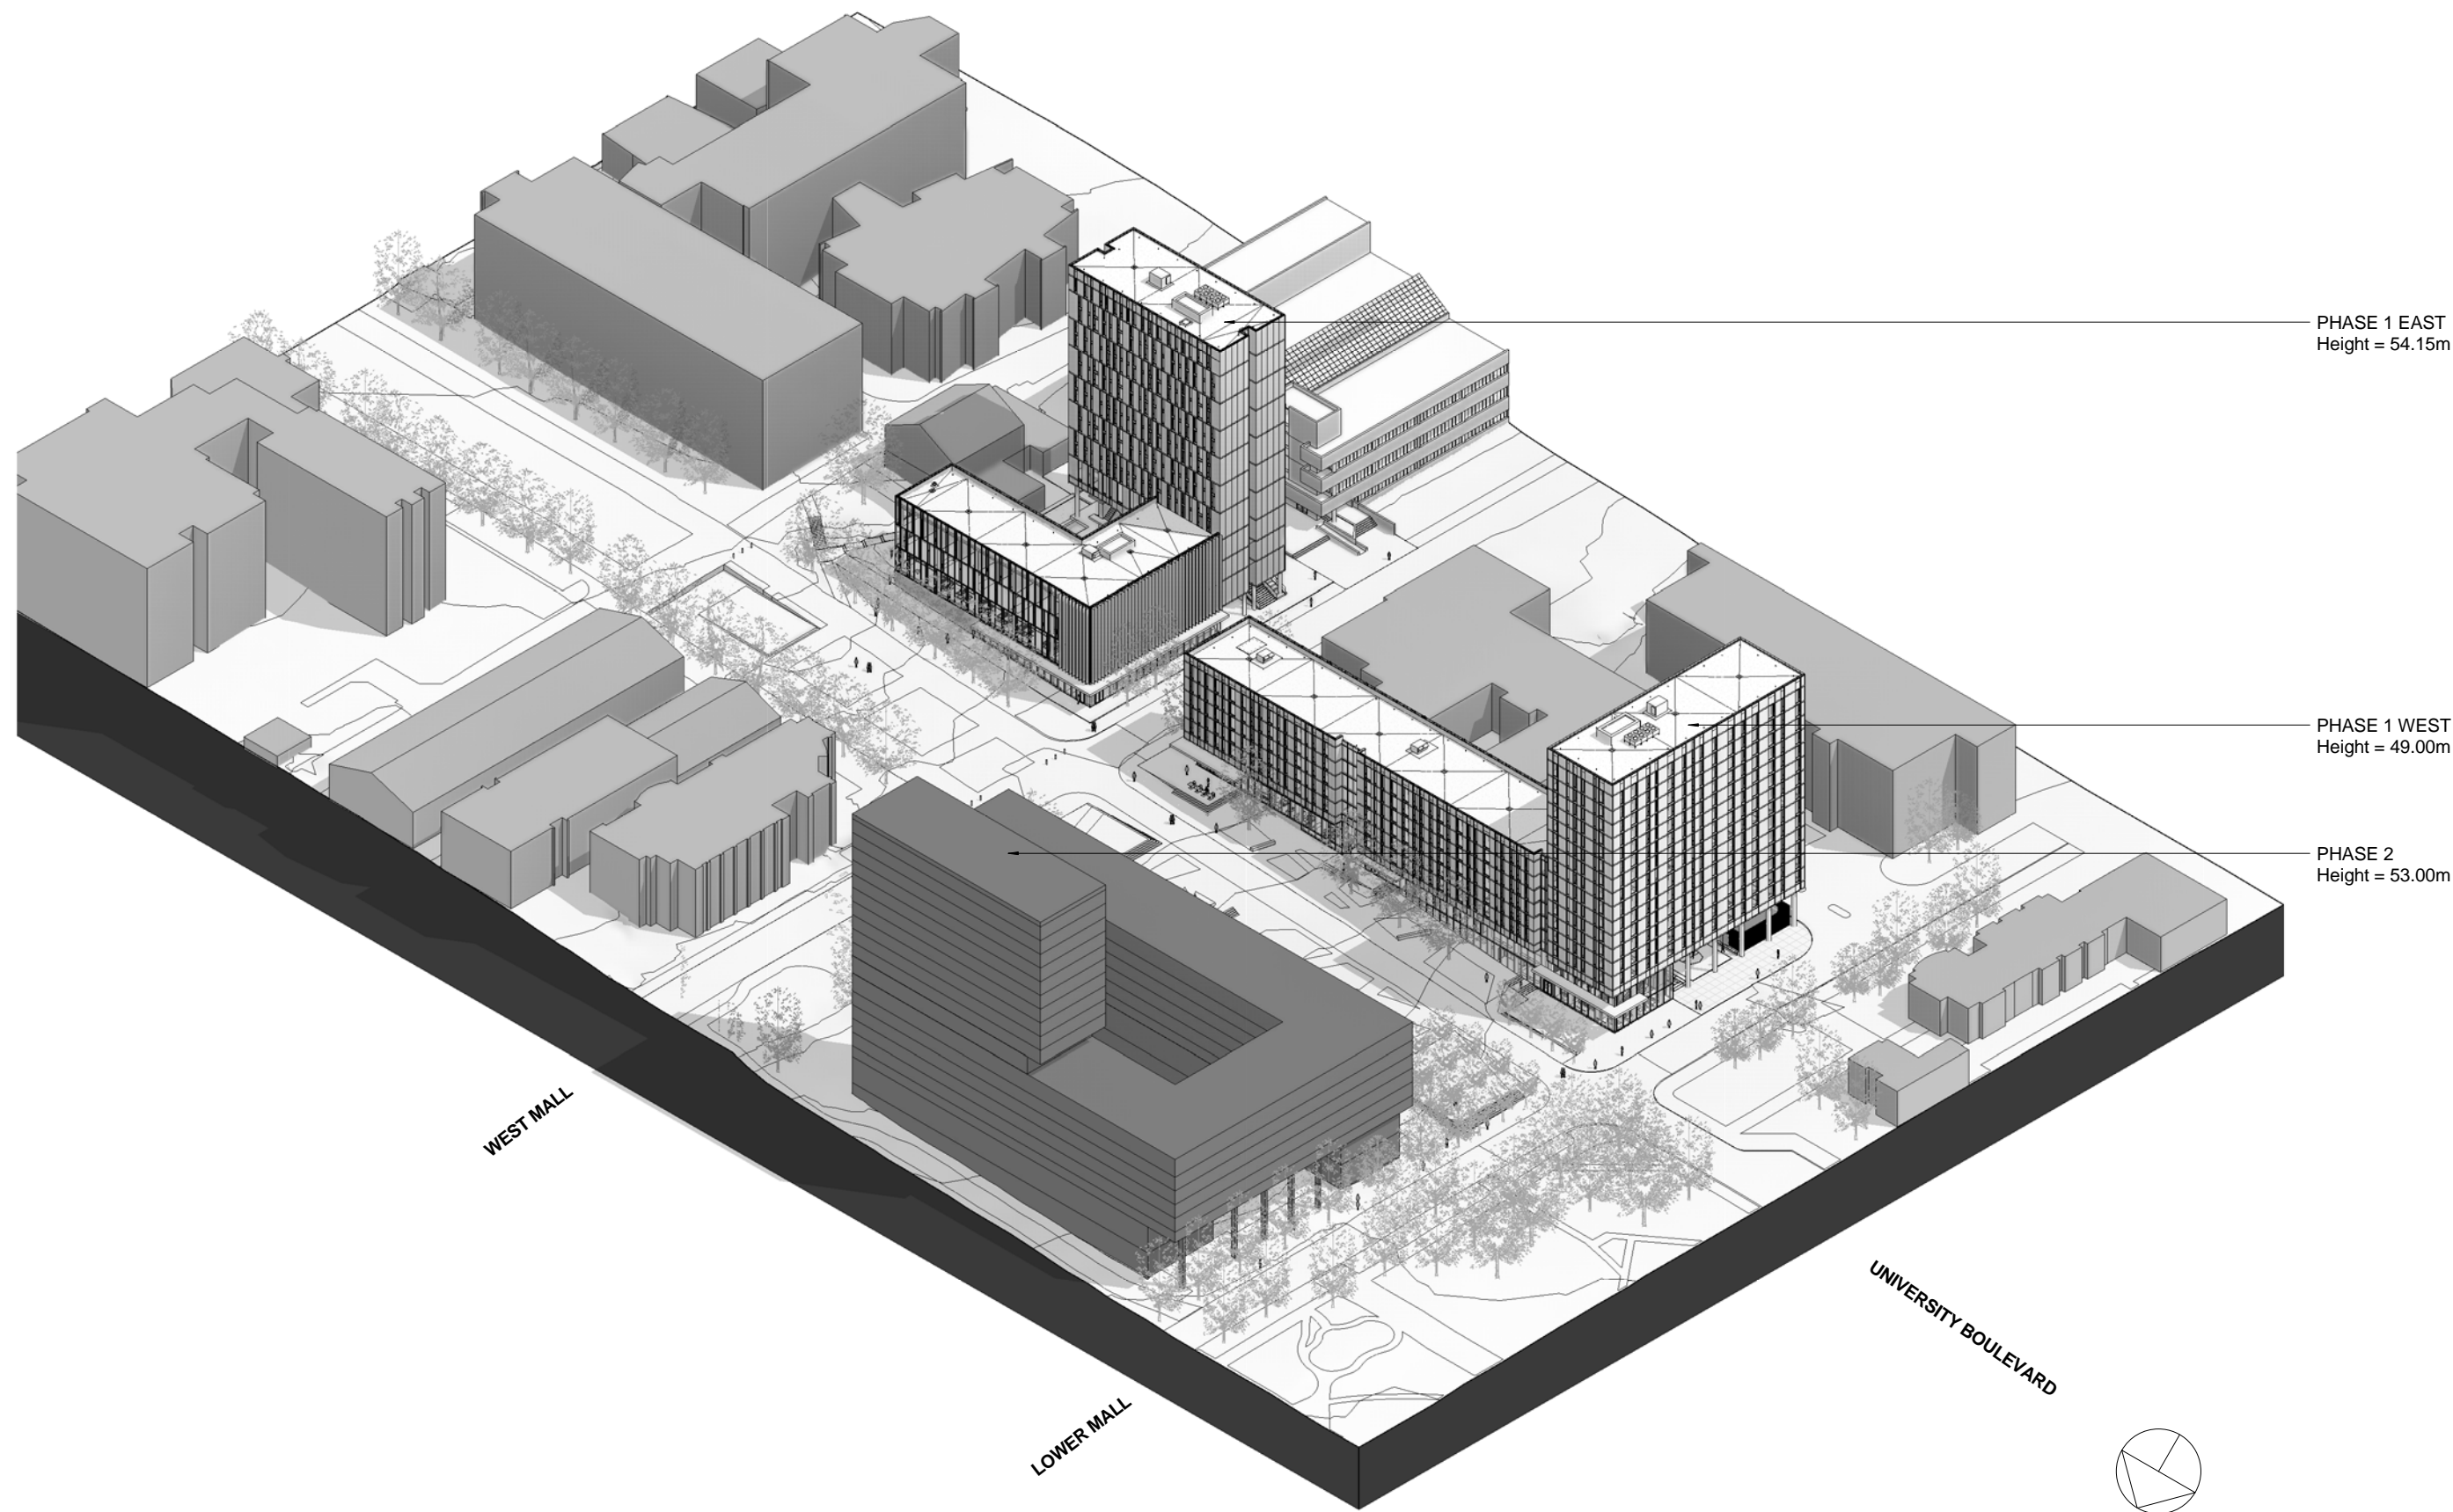 PHASE 1 EAST
Height = 54.15m
PHASE 1 WEST
Height = 49.00m
PHASE 2
Height = 53.00m
WEST MALL
LOWER MALL
UNIVERSITY BOULEVARD